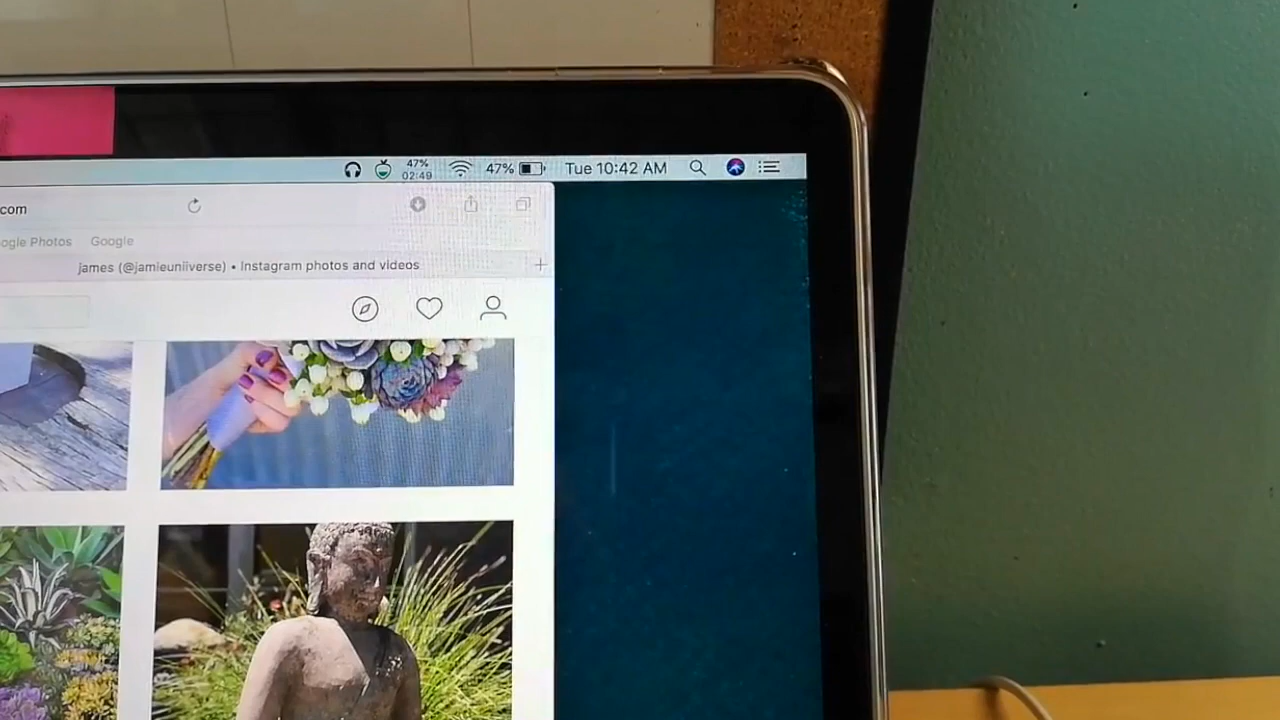 47%
02:49
47%
Tue 10:42 AM
com
ogle Photos
Google
james (@jamieuniiverse) • Instagram photos and videos